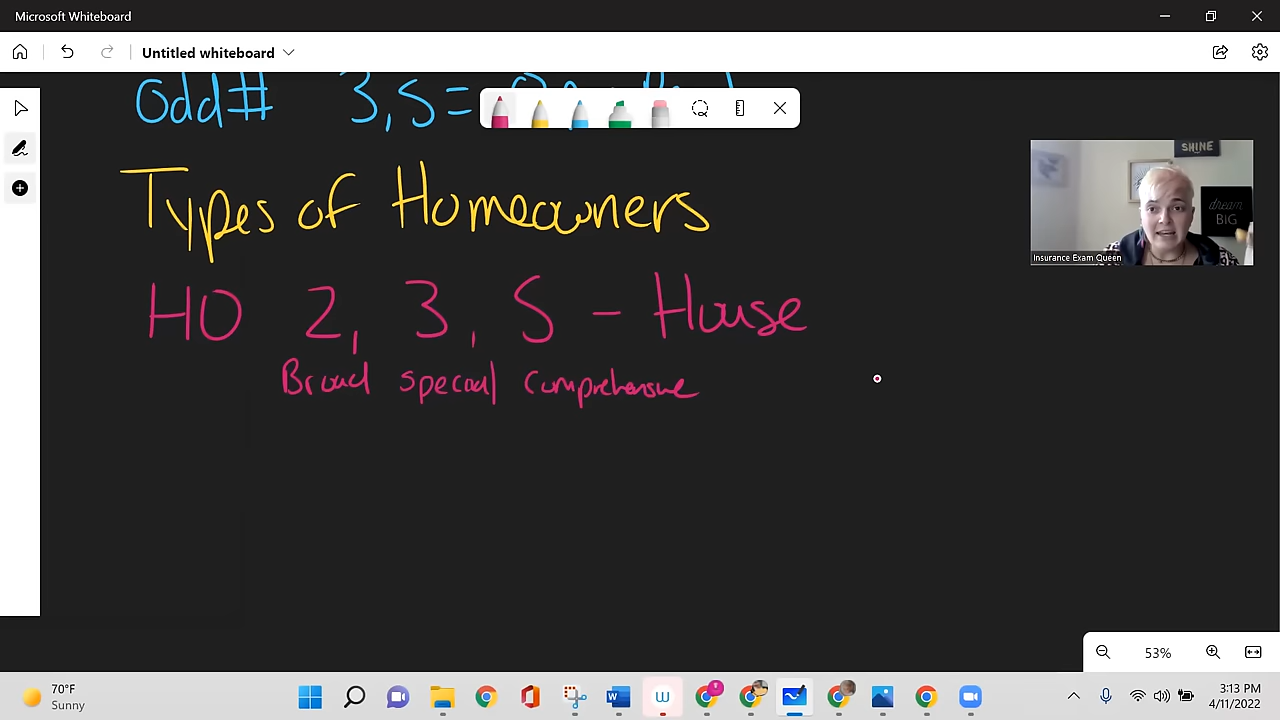 Microsoft Whiteboard
Untitled whiteboard
Odd# 3, 5 =
SHINE
dream
BIG
Insurance Exam Queen
Types of Homeowners
HO 2, 3, 5 - House
Broad special comprehensive
53%
70°F
Sunny
3:13 PM
4/11/2022